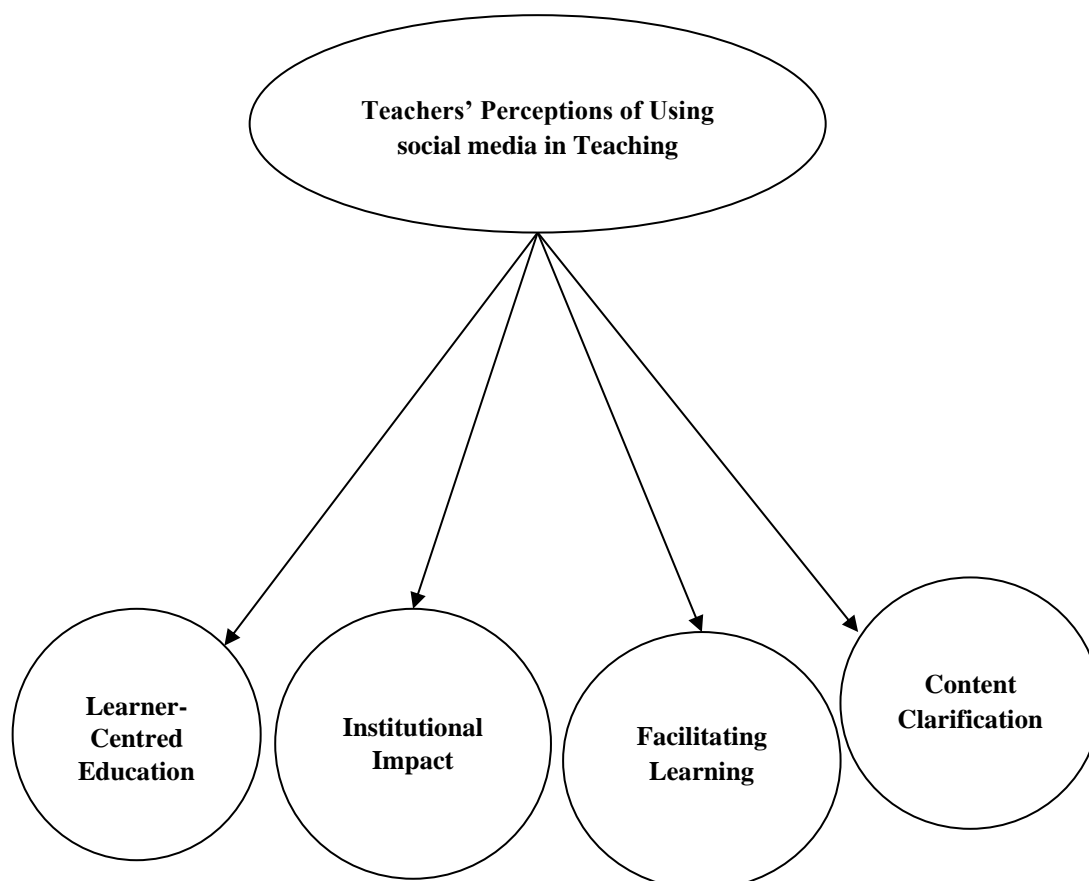 Teachers’ Perceptions of Using
social media in Teaching
Learner-
Centred
Education
Institutional
Impact
Facilitating
Learning
Content
Clarification